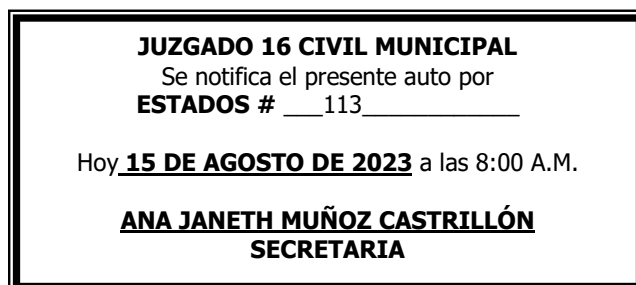 JUZGADO 16 CIVIL MUNICIPAL
Se notifica el presente auto por
ESTADOS # ___113____________
Hoy 15 DE AGOSTO DE 2023 a las 8:00 A.M.
ANA JANETH MUÑOZ CASTRILLÓN
SECRETARIA